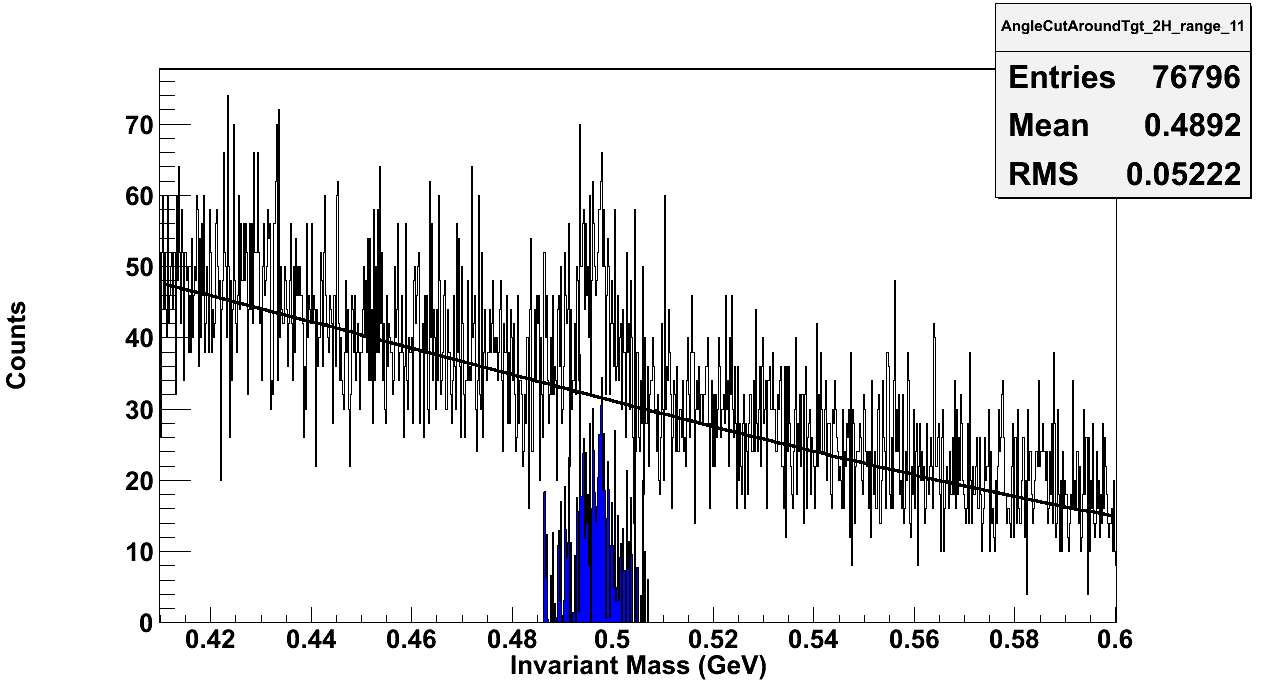 AngleCutAroundTgt_2H_range_11
Entries 76796
Mean 0.4892
RMS 0.05222
Counts
70
60
50
40
30
20
10
0
0.42 0.44 0.46 0.48 0.5 0.52 0.54 0.56 0.58 0.6
Invariant Mass (GeV)